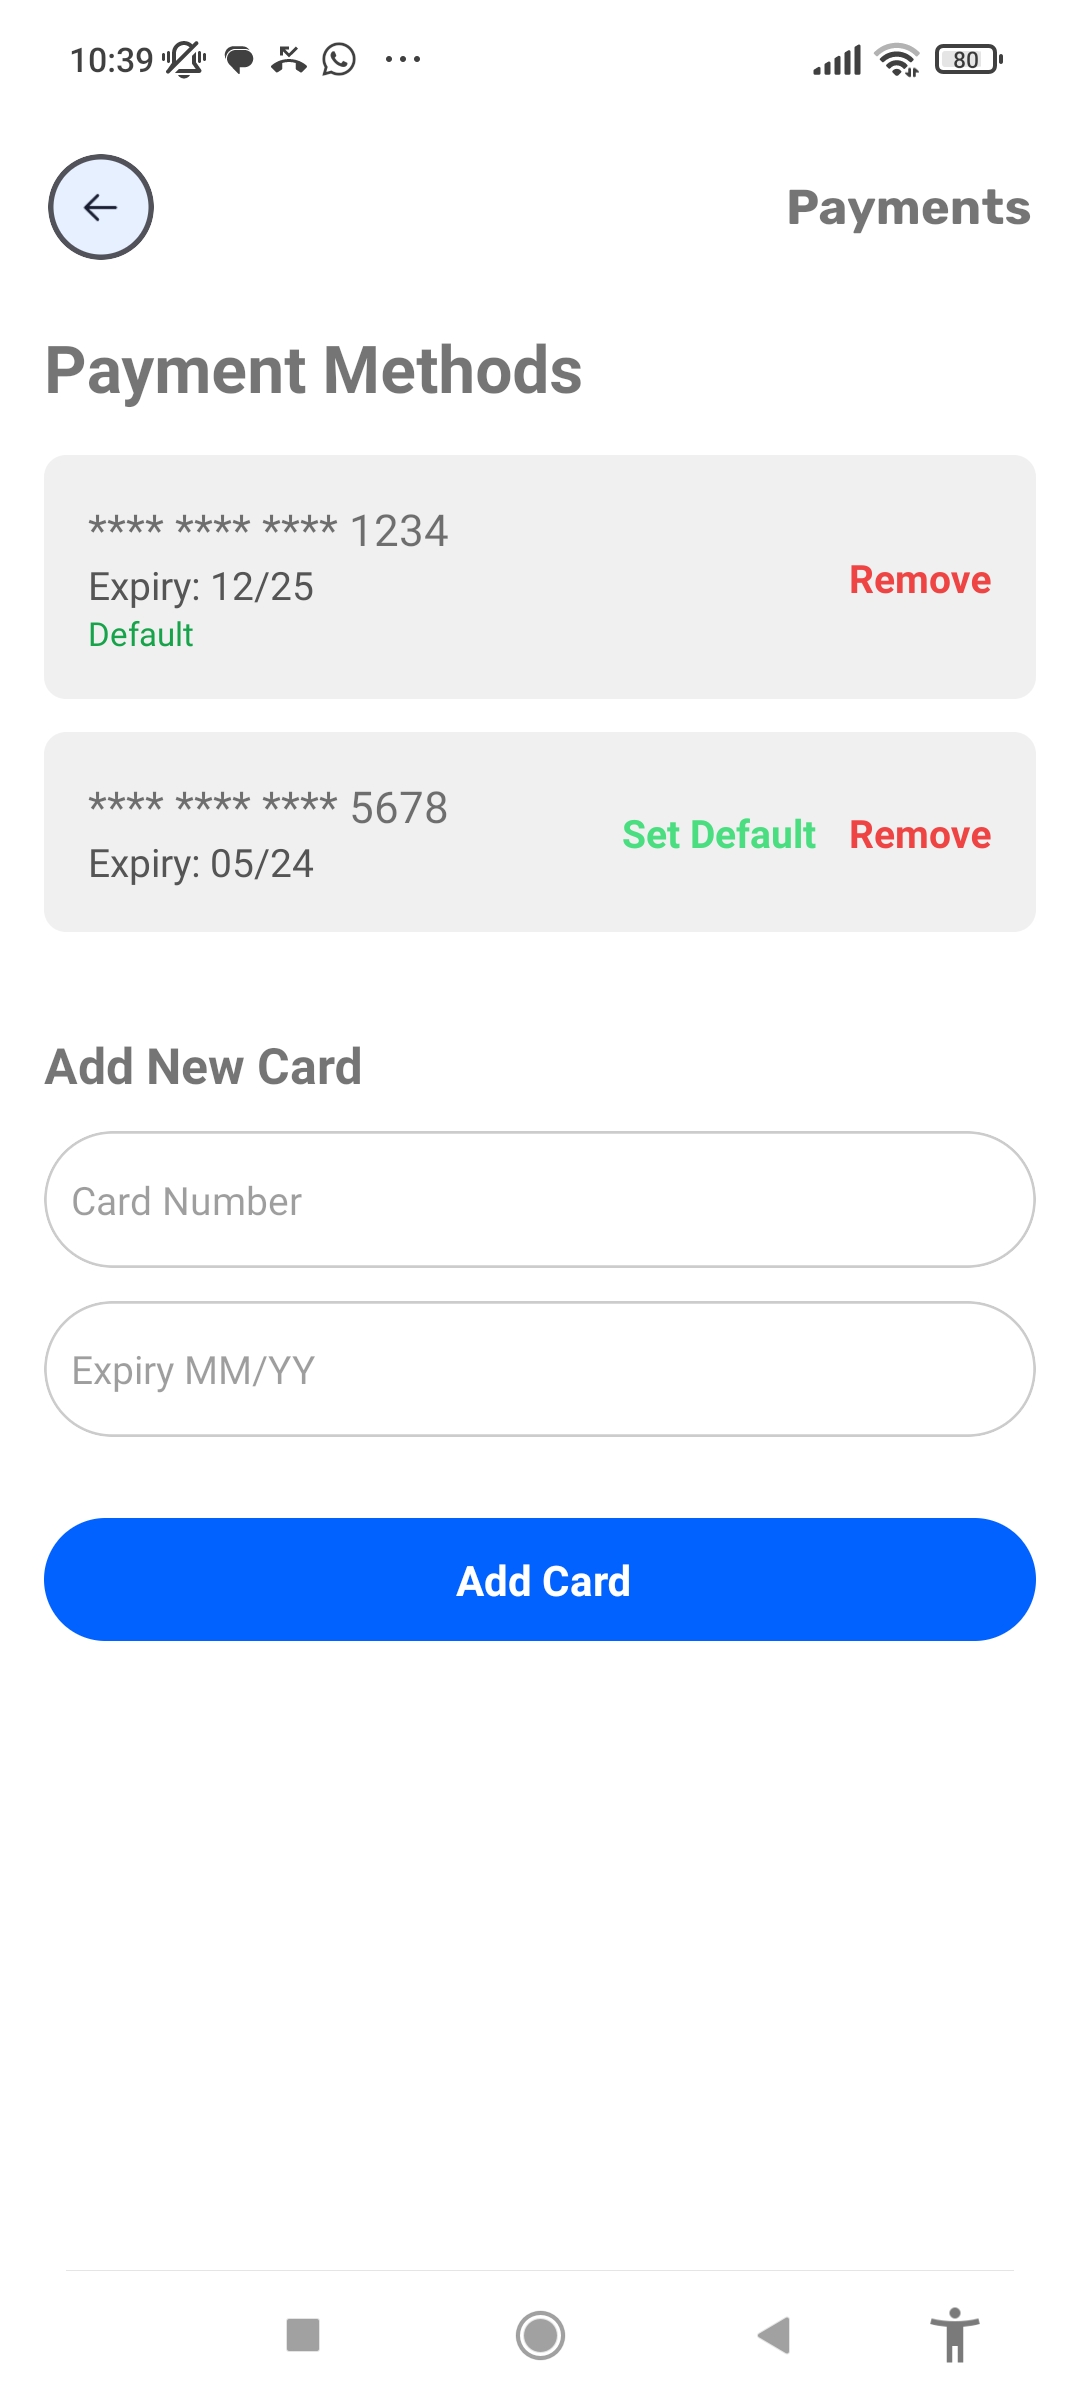 10:39
80
Payments
Payment Methods
**** **** **** 1234
Expiry: 12/25
Default
Remove
**** **** **** 5678
Expiry: 05/24
Set Default
Remove
Add New Card
Card Number
Expiry MM/YY
Add Card